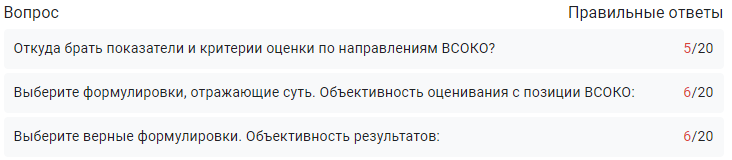 Вопрос Правильные ответы
Откуда брать показатели и критерии оценки по направлениям ВСОКО? 5/20
Выберите формулировки, отражающие суть. Объективность оценивания с позиции ВСОКО: 6/20
Выберите верные формулировки. Объективность результатов: 6/20